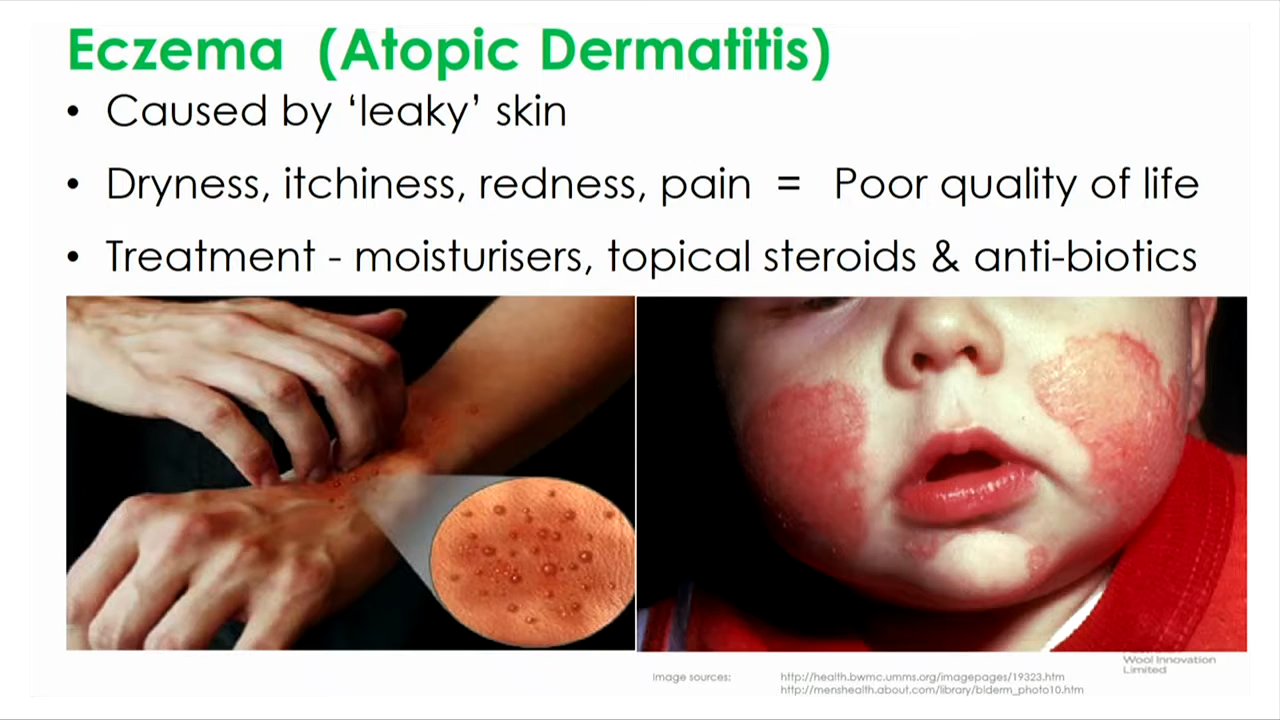 Eczema (Atopic Dermatitis)
• Caused by ‘leaky’ skin
• Dryness, itchiness, redness, pain = Poor quality of life
• Treatment - moisturisers, topical steroids & anti-biotics
Wool Innovation
Limited
Image sources: http://health.bwmc.umms.org/imagepages/19323.htm
http://menshealth.about.com/library/blderm_photo10.htm